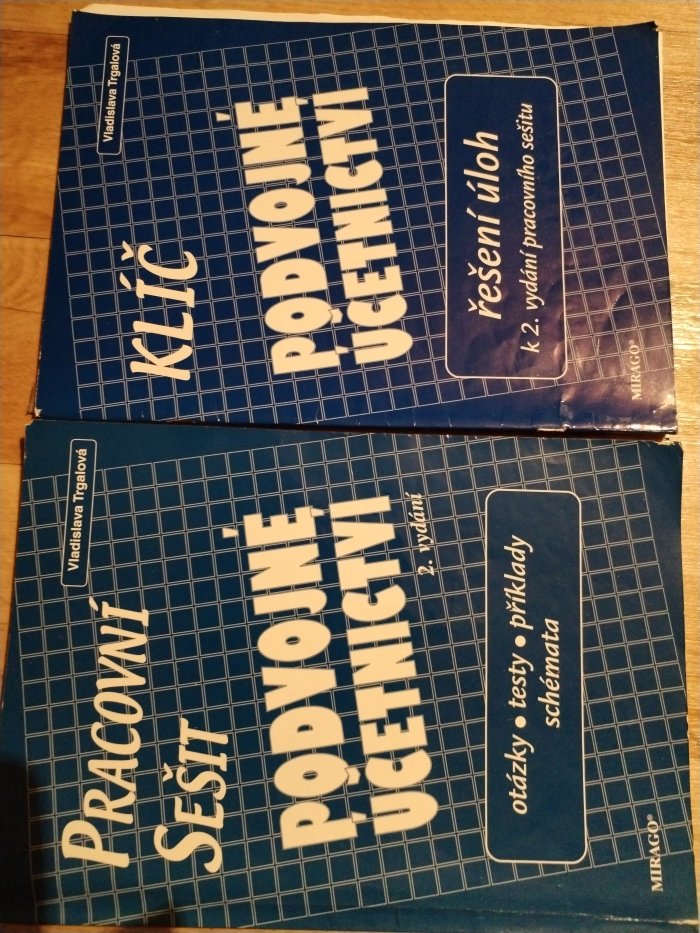 Vladislava Trgalová
KLÍČ
PODVOJNÉ
ÚČETNICTVÍ
řešení úloh
k 2. vydání pracovního sešitu
MIRAGO®
Vladislava Trgalová
PRACOVNÍ
SEŠIT
PODVOJNÉ
ÚČETNICTVÍ
2. vydání
otázky • testy • příklady
schémata
MIRAGO®